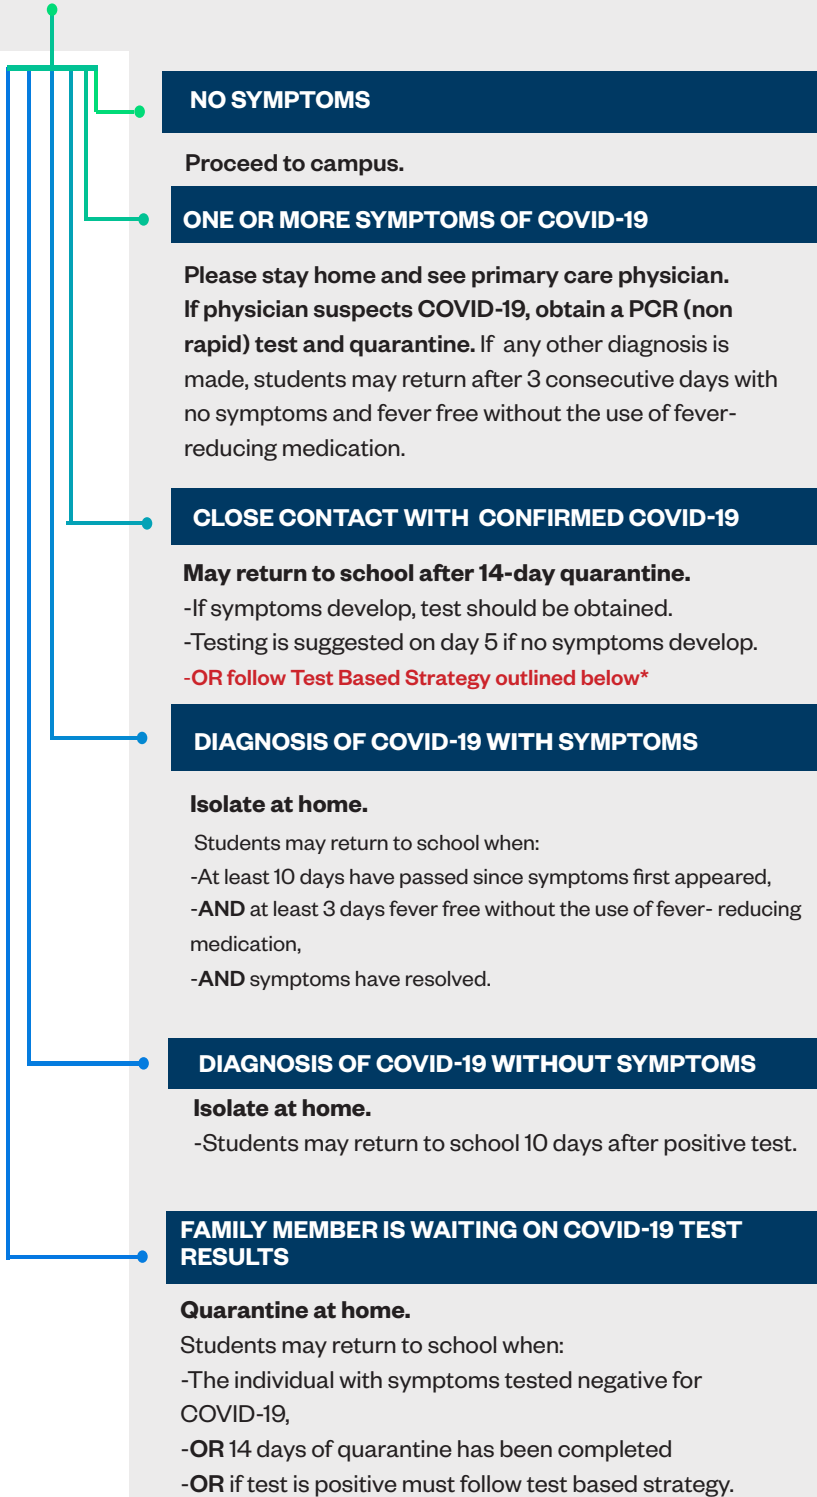 NO SYMPTOMS
Proceed to campus.
ONE OR MORE SYMPTOMS OF COVID-19
Please stay home and see primary care physician.
If physician suspects COVID-19, obtain a PCR (non
rapid) test and quarantine. If any other diagnosis is
made, students may return after 3 consecutive days with
no symptoms and fever free without the use of fever-
reducing medication.
CLOSE CONTACT WITH CONFIRMED COVID-19
May return to school after 14-day quarantine.
-If symptoms develop, test should be obtained.
-Testing is suggested on day 5 if no symptoms develop.
-OR follow Test Based Strategy outlined below*
DIAGNOSIS OF COVID-19 WITH SYMPTOMS
Isolate at home.
Students may return to school when:
-At least 10 days have passed since symptoms first appeared,
-AND at least 3 days fever free without the use of fever- reducing
medication,
-AND symptoms have resolved.
DIAGNOSIS OF COVID-19 WITHOUT SYMPTOMS
Isolate at home.
-Students may return to school 10 days after positive test.
FAMILY MEMBER IS WAITING ON COVID-19 TEST
RESULTS
Quarantine at home.
Students may return to school when:
-The individual with symptoms tested negative for
COVID-19,
-OR 14 days of quarantine has been completed
-OR if test is positive must follow test based strategy.